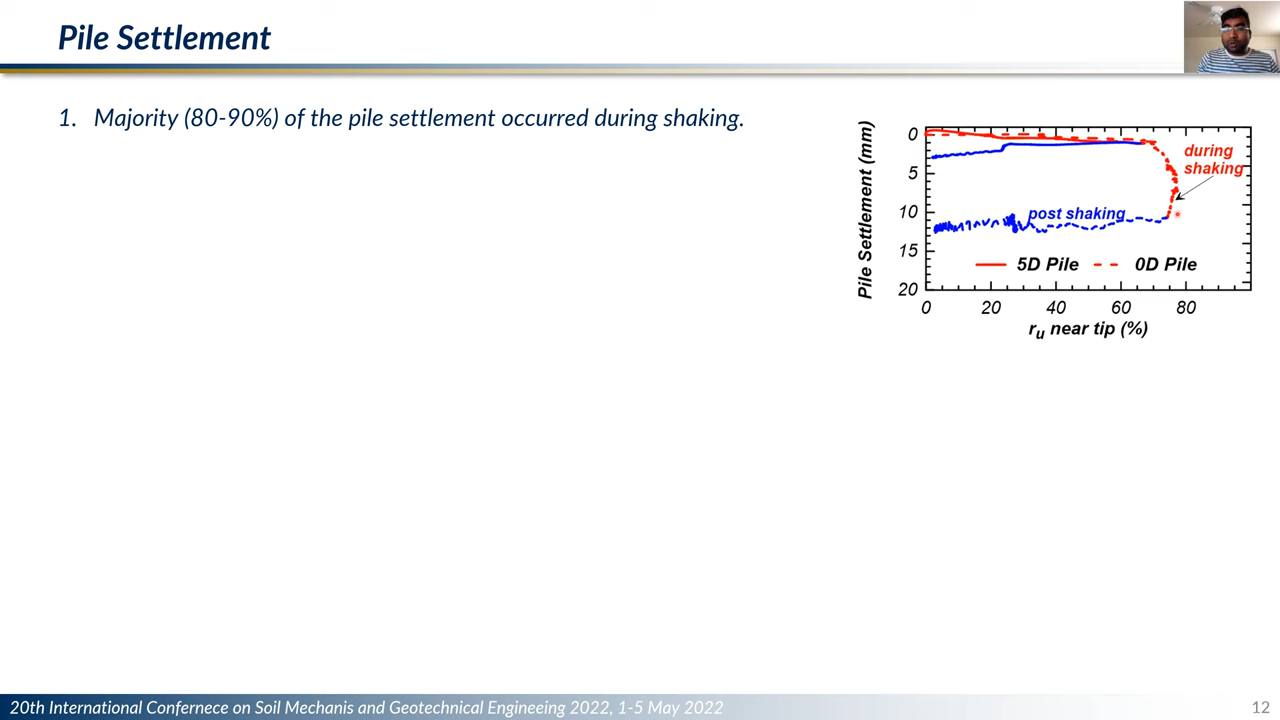 Pile Settlement
1. Majority (80-90%) of the pile settlement occurred during shaking.
Pile Settlement (mm)
0
5
10
15
20
during
shaking
post shaking
5D Pile
0D Pile
0 20 40 60 80
ru near tip (%)
20th International Confernece on Soil Mechanis and Geotechnical Engineeing 2022, 1-5 May 2022
12